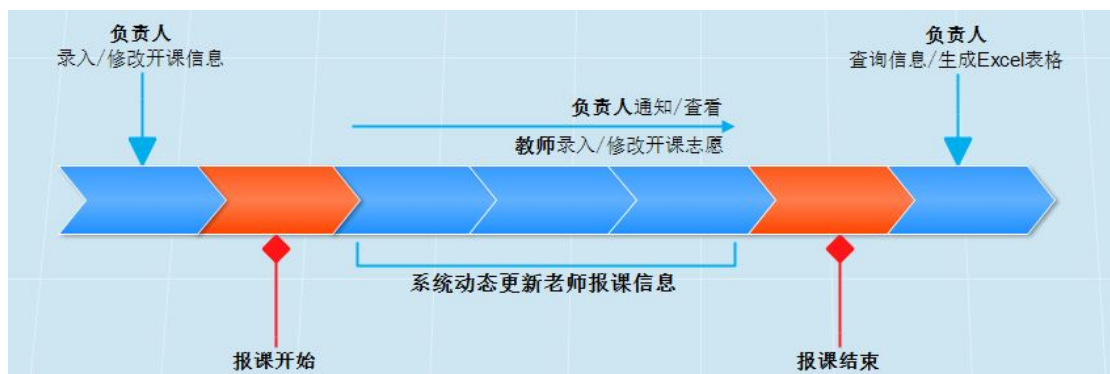 负责人
录入/修改开课信息
负责人
查询信息/生成Excel表格
负责人通知/查看
教师录入/修改开课志愿
系统动态更新老师报课信息
报课开始
报课结束